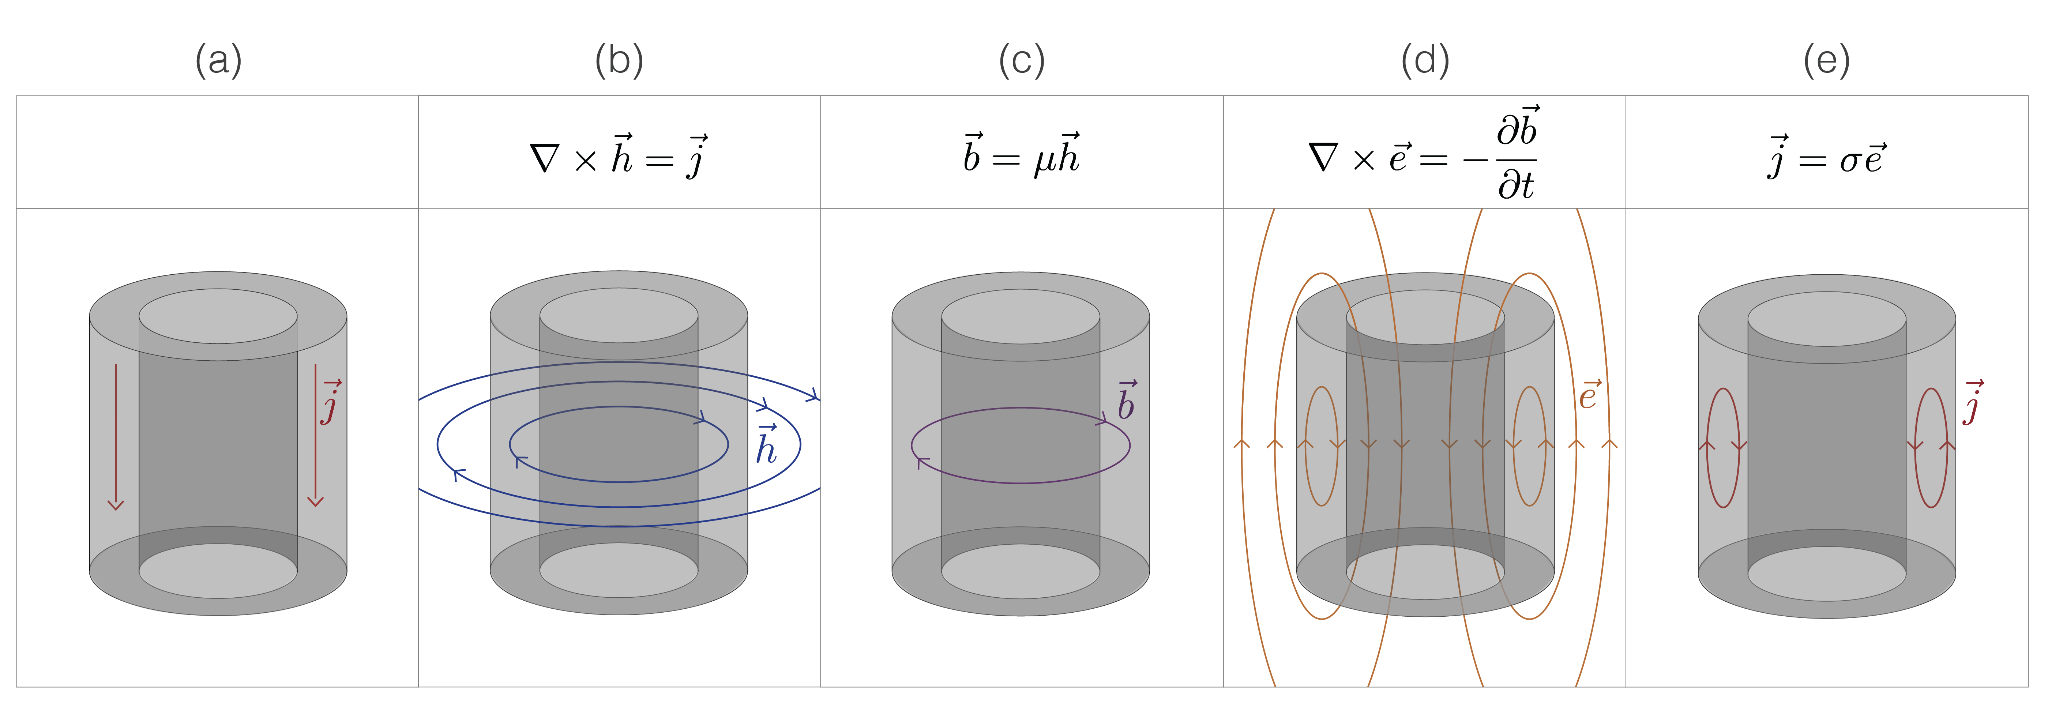 (a) (b) (c) (d) (e)
∇ × h⃗ = j⃗
b⃗ = μh⃗
∇ × e⃗ = −∂b⃗/∂t
j⃗ = σe⃗
j⃗
h⃗
b⃗
e⃗
j⃗